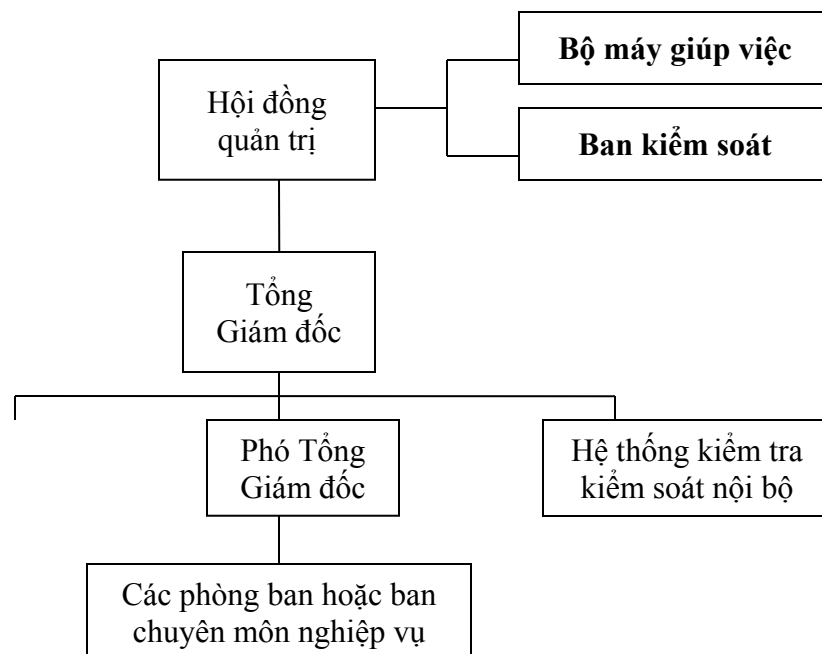 Bộ máy giúp việc
Hội đồng
quản trị
Ban kiểm soát
Tổng
Giám đốc
Phó Tổng
Giám đốc
Hệ thống kiểm tra
kiểm soát nội bộ
Các phòng ban hoặc ban
chuyên môn nghiệp vụ